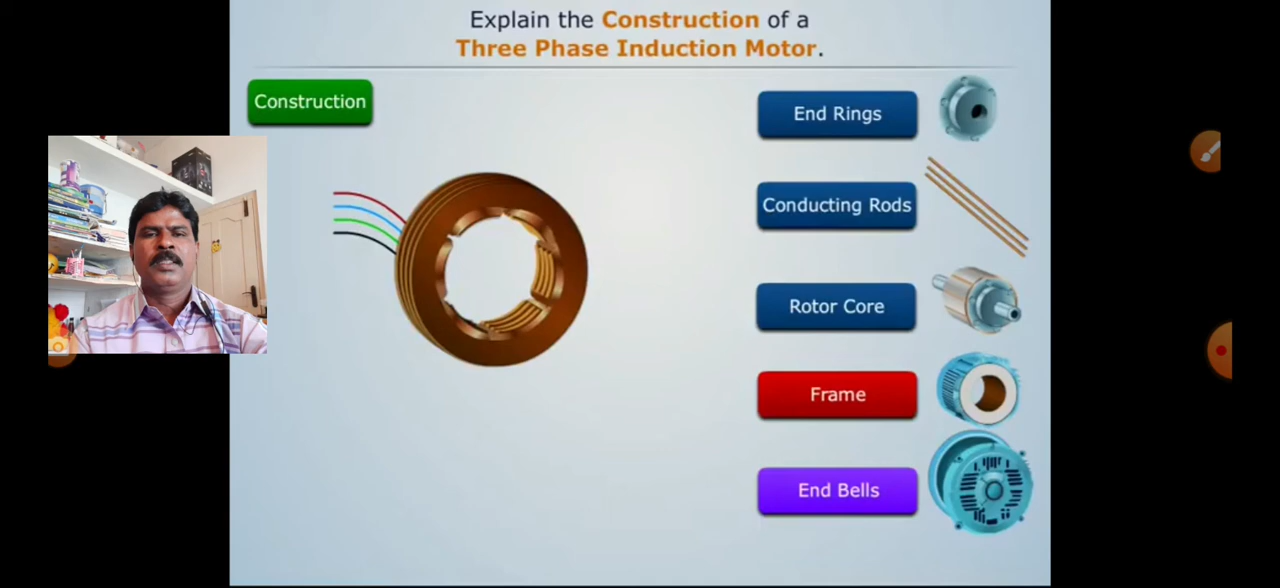 Explain the Construction of a
Three Phase Induction Motor.
Construction
End Rings
Conducting Rods
Rotor Core
Frame
End Bells